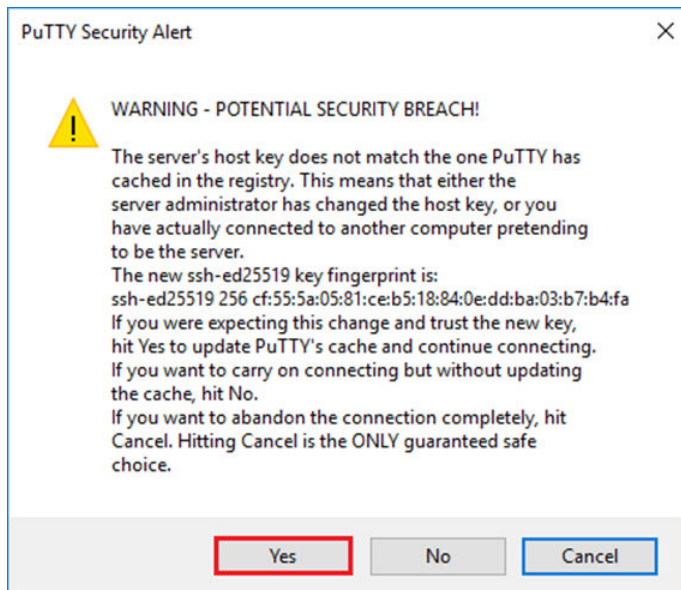 PuTTY Security Alert
WARNING - POTENTIAL SECURITY BREACH!
The server's host key does not match the one PuTTY has
cached in the registry. This means that either the
server administrator has changed the host key, or you
have actually connected to another computer pretending
to be the server.
The new ssh-ed25519 key fingerprint is:
ssh-ed25519 256 cf:55:5a:05:81:ce:b5:18:84:0e:dd:ba:03:b7:b4:fa
If you were expecting this change and trust the new key,
hit Yes to update PuTTY's cache and continue connecting.
If you want to carry on connecting but without updating
the cache, hit No.
If you want to abandon the connection completely, hit
Cancel. Hitting Cancel is the ONLY guaranteed safe
choice.
Yes No Cancel